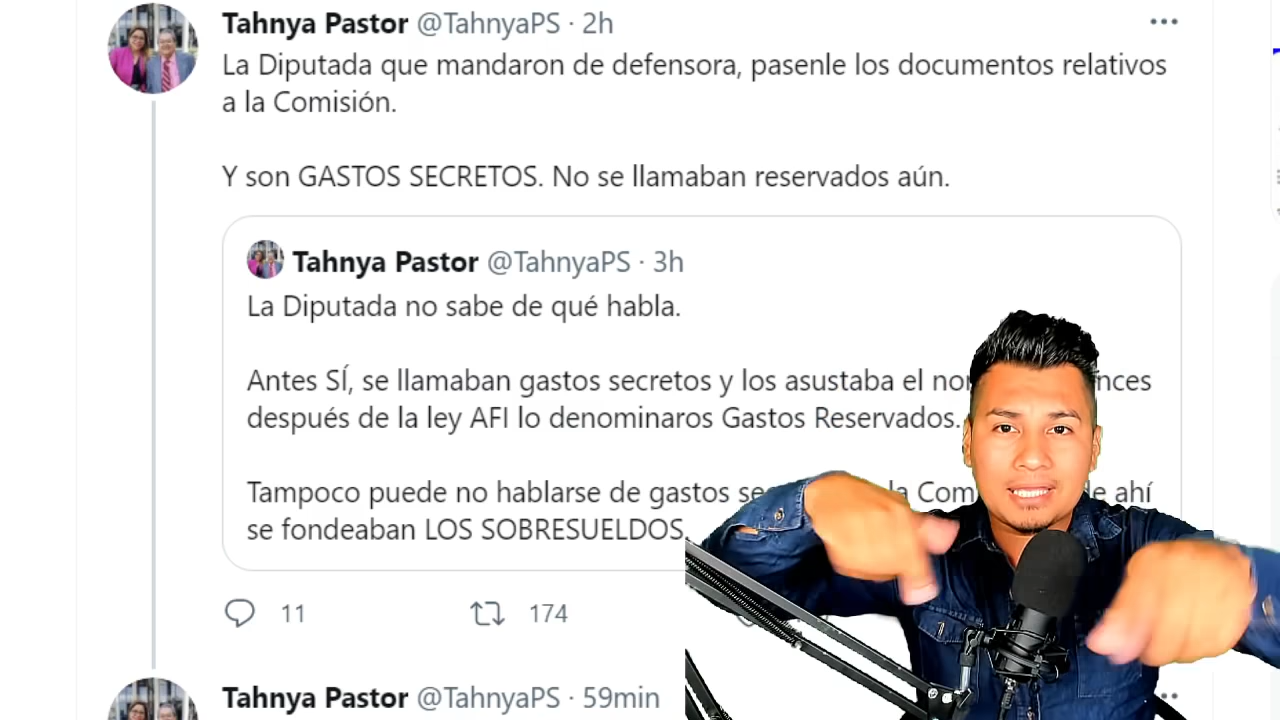 Tahnya Pastor @TahnyaPS · 2h
La Diputada que mandaron de defensora, pasenle los documentos relativos
a la Comisión.
Y son GASTOS SECRETOS. No se llamaban reservados aún.
Tahnya Pastor @TahnyaPS · 3h
La Diputada no sabe de qué habla.
Antes SÍ, se llamaban gastos secretos y los asustaba el
después de la ley AFI lo denominaros Gastos Reservados.
Tampoco puede no hablarse de gastos la ahí
se fondeaban LOS SOBRESUELDOS.
11 174
Tahnya Pastor @TahnyaPS · 59min